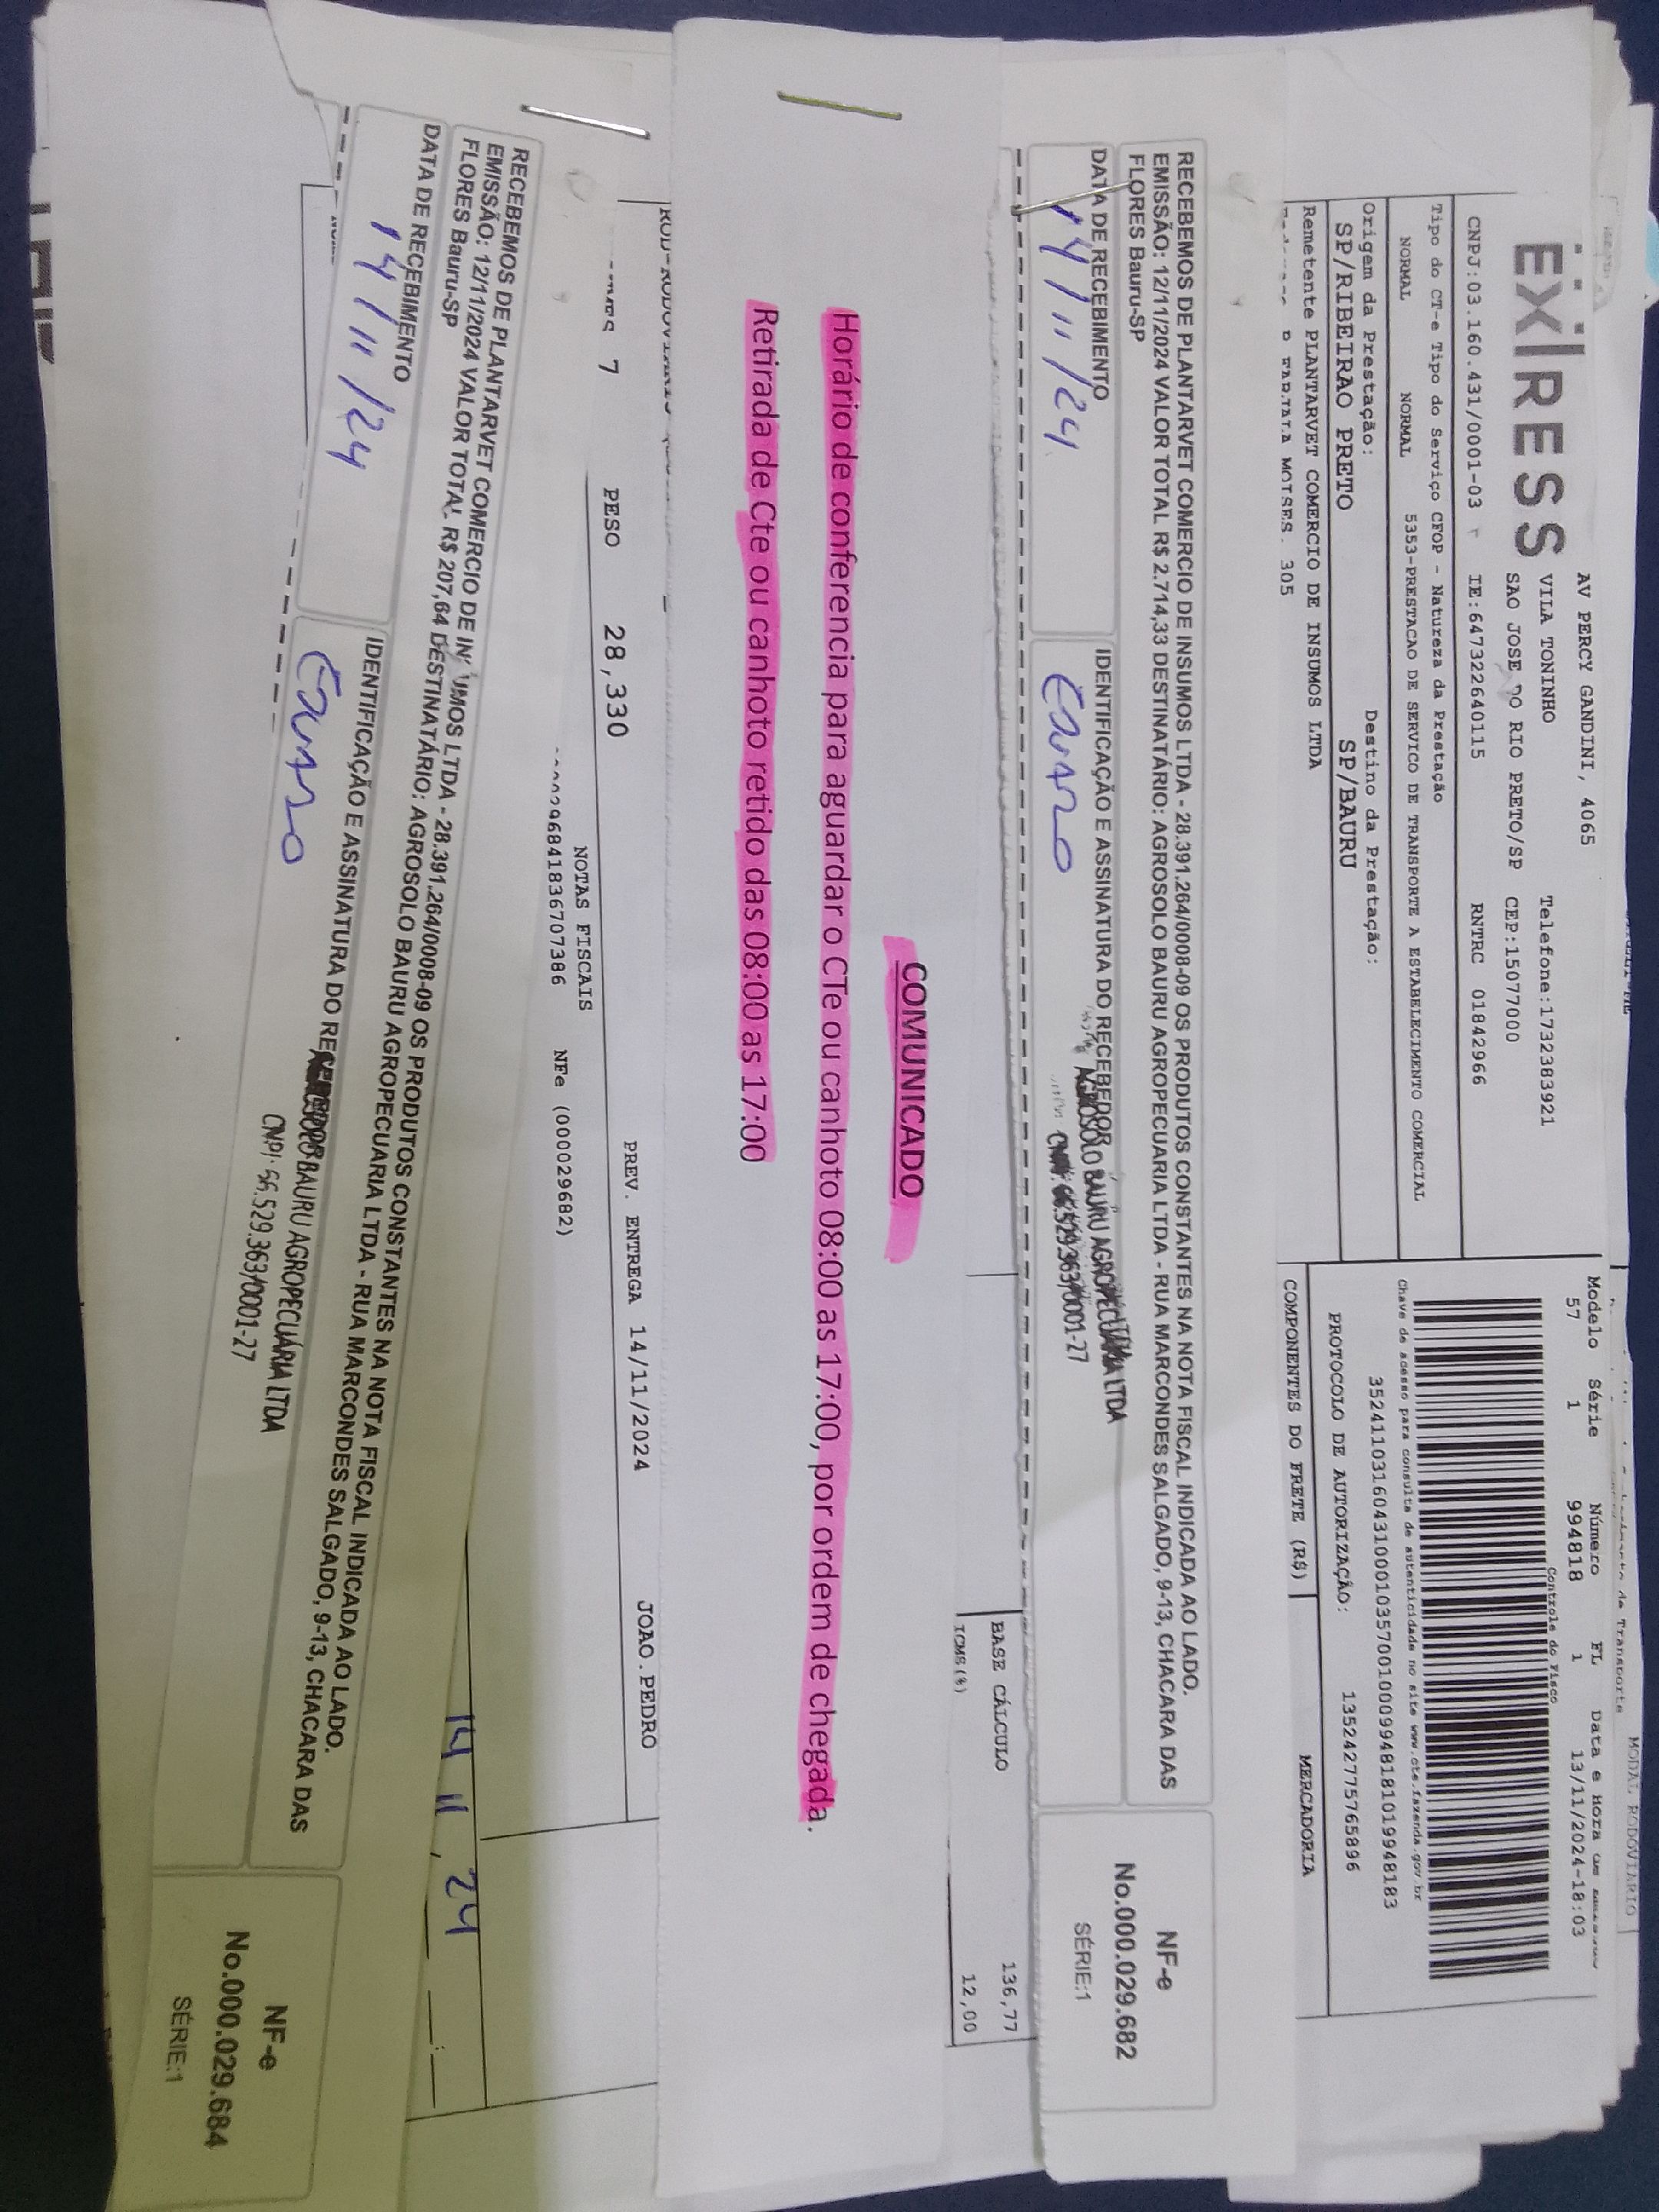 MODAL RODOVIARIO
de Transporte
EXPRESS
AV PERCY GANDINI, 4065
VILA TONINHO Telefone:1732383921
SAO JOSE DO RIO PRETO/SP CEP:15077000
CNPJ:03.160.431/0001-03 IE:647322640115 RNTRC 01842966
Modelo Série Número FL Data e Hora de
57 1 994818 1 13/11/2024-18:03
Controle do Fisco
Tipo do CT-e Tipo do Serviço CFOP - Natureza da Prestação
NORMAL NORMAL 5353-PRESTACAO DE SERVICO DE TRANSPORTE A ESTABELECIMENTO COMERCIAL
Chave de acesso para consulta de autenticidade no site www.cte.fazenda.gov.br
35241103160431000103570010009948181019948183
Origem da Prestação: Destino da Prestação:
SP/RIBEIRAO PRETO SP/BAURU
PROTOCOLO DE AUTORIZAÇÃO: 135242775765896
Remetente PLANTARVET COMERCIO DE INSUMOS LTDA
MOISES, 305
COMPONENTES DO FRETE (R$) MERCADORIA
RECEBEMOS DE PLANTARVET COMERCIO DE INSUMOS LTDA - 28.391.264/0008-09 OS PRODUTOS CONSTANTES NA NOTA FISCAL INDICADA AO LADO.
EMISSÃO: 12/11/2024 VALOR TOTAL R$ 2.714,33 DESTINATÁRIO: AGROSOLO BAURU AGROPECUARIA LTDA - RUA MARCONDES SALGADO, 9-13, CHACARA DAS
FLORES Bauru-SP
NF-e
No.000.029.682
SÉRIE:1
DATA DE RECEBIMENTO IDENTIFICAÇÃO E ASSINATURA DO RECEBEDOR
14/11/24
AGROSOLO BAURU AGROPECUÁRIA LTDA
CNPJ: 66.529.363/0001-27
BASE CÁLCULO 136,77
ICMS(%) 12,00
COMUNICADO
Horário de conferencia para aguardar o CTe ou canhoto 08:00 as 17:00, por ordem de chegada.
Retirada de Cte ou canhoto retido das 08:00 as 17:00
JOAO.PEDRO
7 PESO 28,330 PREV. ENTREGA 14/11/2024
NOTAS FISCAIS
296841836707386 NFe (000029682)
14 11 , 24
RECEBEMOS DE PLANTARVET COMERCIO DE INSUMOS LTDA - 28.391.264/0008-09 OS PRODUTOS CONSTANTES NA NOTA FISCAL INDICADA AO LADO.
EMISSÃO: 12/11/2024 VALOR TOTAL R$ 207,64 DESTINATÁRIO: AGROSOLO BAURU AGROPECUARIA LTDA - RUA MARCONDES SALGADO, 9-13, CHACARA DAS
FLORES Bauru-SP
NF-e
No.000.029.684
SÉRIE:1
DATA DE RECEBIMENTO IDENTIFICAÇÃO E ASSINATURA DO RECEBEDOR
14/11/24
BAURU AGROPECUÁRIA LTDA
CNPJ: 66.529.363/0001-27